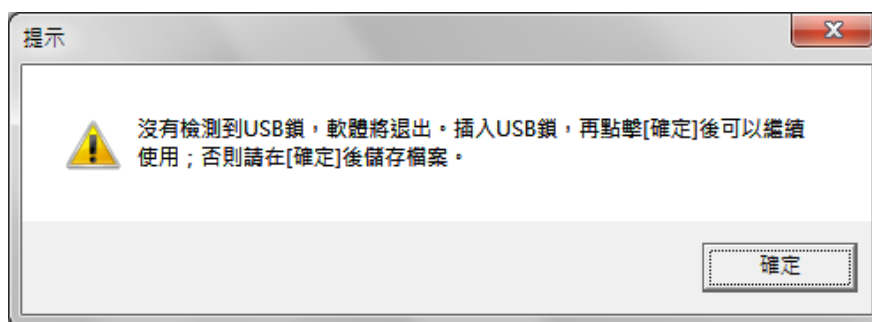 提示
沒有檢測到USB鎖，軟體將退出。插入USB鎖，再點擊[確定]後可以繼續
使用；否則請在[確定]後儲存檔案。
確定